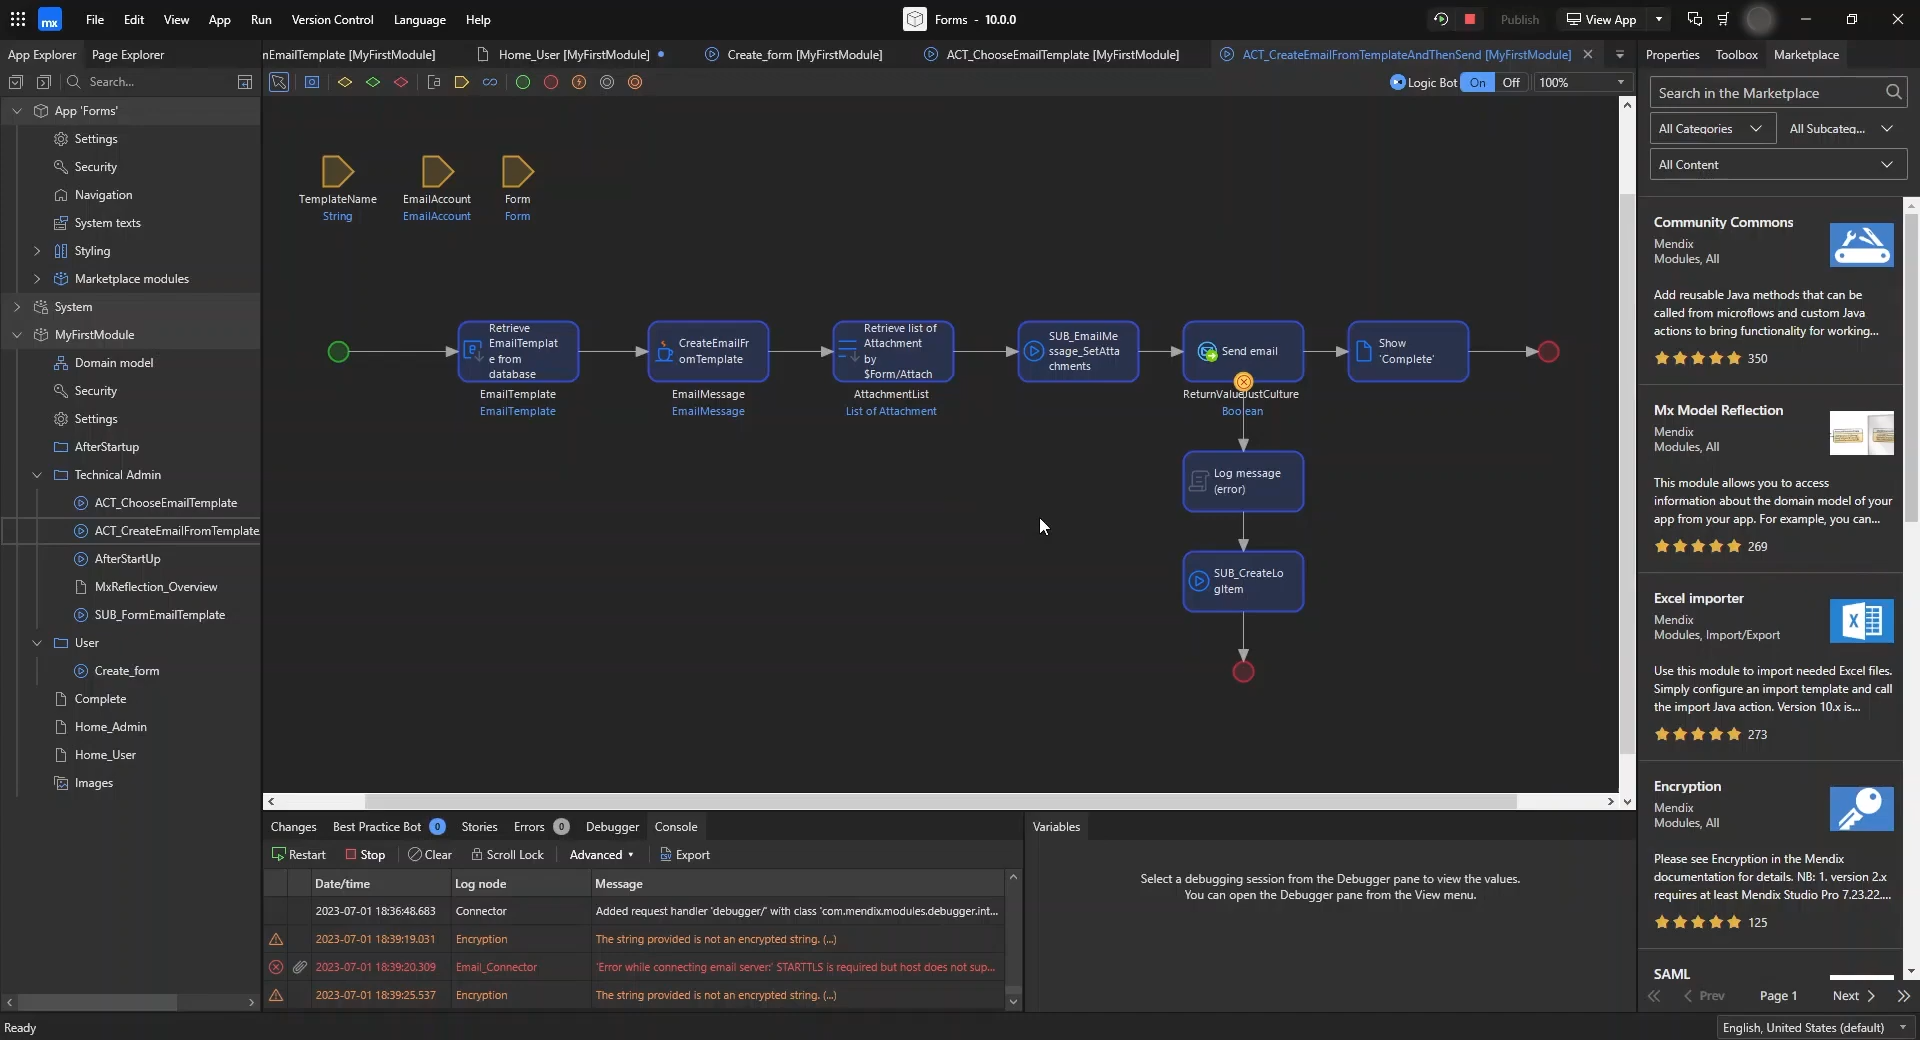 mx
File
Edit
View
App
Run
Version Control
Language
Help
Forms - 10.0.0
Publish
View App
App Explorer
Page Explorer
nEmailTemplate [MyFirstModule]
Home_User [MyFirstModule]
Create_form [MyFirstModule]
ACT_ChooseEmailTemplate [MyFirstModule]
ACT_CreateEmailFromTemplateAndThenSend [MyFirstModule]
Properties
Toolbox
Marketplace
Search...
Logic Bot
On
Off
100%
App 'Forms'
Settings
Security
Navigation
System texts
Styling
Marketplace modules
System
MyFirstModule
Domain model
Security
Settings
AfterStartup
Technical Admin
ACT_ChooseEmailTemplate
ACT_CreateEmailFromTemplate
AfterStartUp
MxReflection_Overview
SUB_FormEmailTemplate
User
Create_form
Complete
Home_Admin
Home_User
Images
TemplateName
String
EmailAccount
EmailAccount
Form
Form
Retrieve
EmailTemplat
e from
database
EmailTemplate
EmailTemplate
CreateEmailFr
omTemplate
EmailMessage
EmailMessage
Retrieve list of
Attachment
by
$Form/Attach
AttachmentList
List of Attachment
SUB_EmailMe
ssage_SetAtta
chments
Send email
ReturnValueJustCulture
Boolean
Show
'Complete'
Log message
(error)
SUB_CreateLo
gItem
Changes
Best Practice Bot
0
Stories
Errors
0
Debugger
Console
Restart
Stop
Clear
Scroll Lock
Advanced
Export
Date/time
Log node
Message
2023-07-01 18:36:48.683
Connector
Added request handler 'debugger/' with class 'com.mendix.modules.debugger.int...
2023-07-01 18:39:19.031
Encryption
The string provided is not an encrypted string. (...)
2023-07-01 18:39:20.309
Email_Connector
'Error while connecting email server:' STARTTLS is required but host does not sup...
2023-07-01 18:39:25.537
Encryption
The string provided is not an encrypted string. (...)
Variables
Select a debugging session from the Debugger pane to view the values.
You can open the Debugger pane from the View menu.
Search in the Marketplace
All Categories
All Subcateg...
All Content
Community Commons
Mendix
Modules, All
Add reusable Java methods that can be
called from microflows and custom Java
actions to bring functionality for working...
350
Mx Model Reflection
Mendix
Modules, All
This module allows you to access
information about the domain model of your
app from your app. For example, you can...
269
Excel importer
Mendix
Modules, Import/Export
Use this module to import needed Excel files.
Simply configure an import template and call
the import Java action. Version 10.x is...
273
Encryption
Mendix
Modules, All
Please see Encryption in the Mendix
documentation for details. NB: 1. version 2.x
requires at least Mendix Studio Pro 7.23.22....
125
SAML
Prev
Page 1
Next
Ready
English, United States (default)